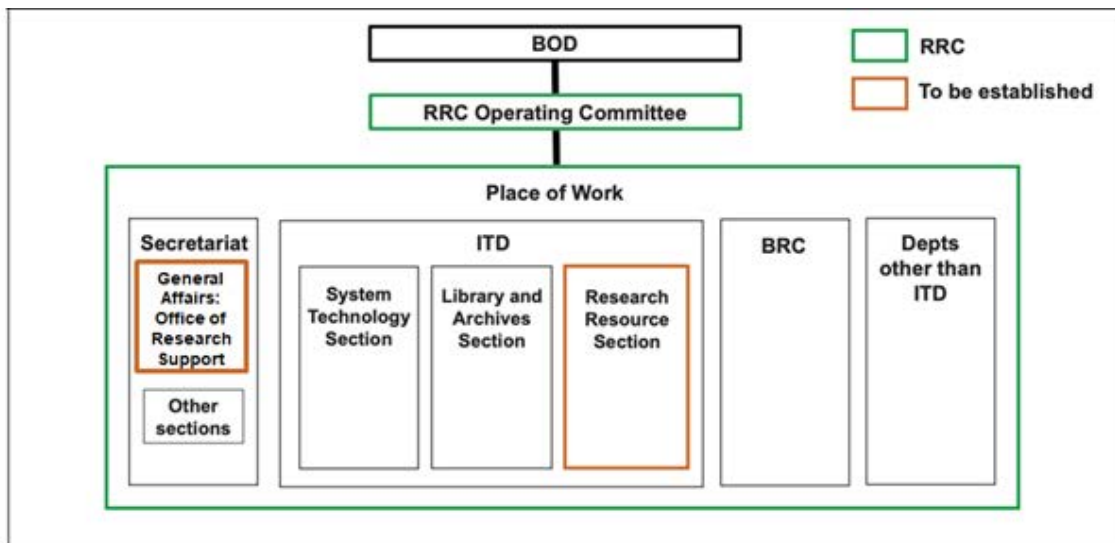 BOD
RRC
To be established
RRC Operating Committee
Place of Work
Secretariat
General
Affairs:
Office of
Research
Support
Other
sections
ITD
System
Technology
Section
Library and
Archives
Section
Research
Resource
Section
BRC
Depts
other than
ITD